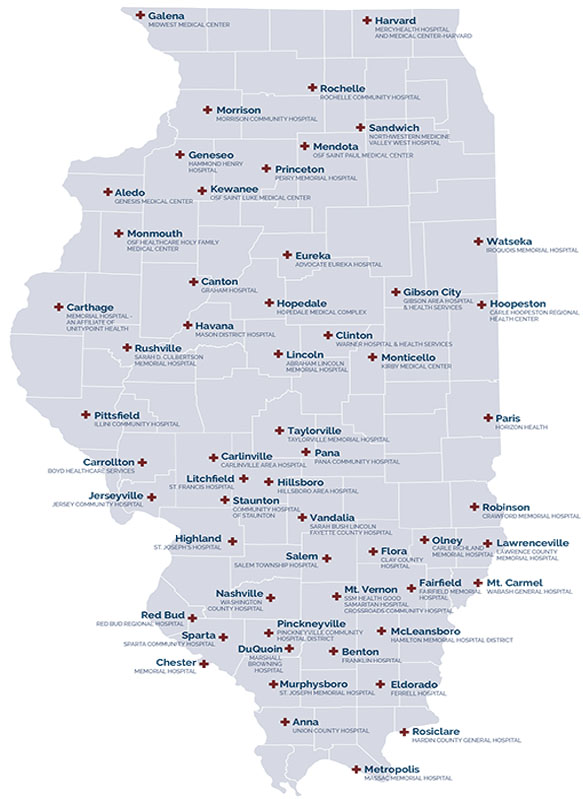 Galena
MIDWEST MEDICAL CENTER
Harvard
MERCYHEALTH HOSPITAL
AND MEDICAL CENTER-HARVARD
Rochelle
ROCHELLE COMMUNITY HOSPITAL
Morrison
MORRISON COMMUNITY HOSPITAL
Sandwich
NORTHWESTERN MEDICINE
VALLEY WEST HOSPITAL
Mendota
OSF SAINT PAUL MEDICAL CENTER
Geneseo
HAMMOND HENRY
HOSPITAL
Princeton
PERRY MEMORIAL HOSPITAL
Aledo
GENESIS MEDICAL CENTER
Kewanee
OSF SAINT LUKE MEDICAL CENTER
Monmouth
OSF HEALTHCARE HOLY FAMILY
MEDICAL CENTER
Watseka
IROQUOIS MEMORIAL HOSPITAL
Eureka
ADVOCATE EUREKA HOSPITAL
Canton
GRAHAM HOSPITAL
Gibson City
GIBSON AREA HOSPITAL
& HEALTH SERVICES
Hoopeston
CARLE HOOPESTON REGIONAL
HEALTH CENTER
Carthage
MEMORIAL HOSPITAL -
AN AFFILIATE OF
UNITYPOINT HEALTH
Hopedale
HOPEDALE MEDICAL COMPLEX
Havana
MASON DISTRICT HOSPITAL
Clinton
WARNER HOSPITAL & HEALTH SERVICES
Rushville
SARAH D. CULBERTSON
MEMORIAL HOSPITAL
Lincoln
ABRAHAM LINCOLN
MEMORIAL HOSPITAL
Monticello
KIRBY MEDICAL CENTER
Pittsfield
ILLINI COMMUNITY HOSPITAL
Paris
HORIZON HEALTH
Taylorville
TAYLORVILLE MEMORIAL HOSPITAL
Pana
PANA COMMUNITY HOSPITAL
Carrollton
BOYD HEALTHCARE SERVICES
Carlinville
CARLINVILLE AREA HOSPITAL
Litchfield
ST. FRANCIS HOSPITAL
Hillsboro
HILLSBORO AREA HOSPITAL
Jerseyville
JERSEY COMMUNITY HOSPITAL
Staunton
COMMUNITY HOSPITAL
OF STAUNTON
Vandalia
SARAH BUSH LINCOLN
FAYETTE COUNTY HOSPITAL
Robinson
CRAWFORD MEMORIAL HOSPITAL
Highland
ST. JOSEPH'S HOSPITAL
Salem
SALEM TOWNSHIP HOSPITAL
Flora
CLAY COUNTY
HOSPITAL
Olney
CARLE RICHLAND
MEMORIAL HOSPITAL
Lawrenceville
LAWRENCE COUNTY
MEMORIAL HOSPITAL
Nashville
WASHINGTON
COUNTY HOSPITAL
Mt. Vernon
SSM HEALTH GOOD
SAMARITAN HOSPITAL
CROSSROADS COMMUNITY HOSPITAL
Fairfield
FAIRFIELD MEMORIAL
HOSPITAL
Mt. Carmel
WABASH GENERAL HOSPITAL
Red Bud
RED BUD REGIONAL HOSPITAL
Sparta
SPARTA COMMUNITY HOSPITAL
Pinckneyville
PINCKNEYVILLE COMMUNITY
HOSPITAL DISTRICT
McLeansboro
HAMILTON MEMORIAL HOSPITAL DISTRICT
Chester
MEMORIAL HOSPITAL
DuQuoin
MARSHALL
BROWNING
HOSPITAL
Benton
FRANKLIN HOSPITAL
Murphysboro
ST. JOSEPH MEMORIAL HOSPITAL
Eldorado
FERRELL HOSPITAL
Anna
UNION COUNTY HOSPITAL
Rosiclare
HARDIN COUNTY GENERAL HOSPITAL
Metropolis
MASSAC MEMORIAL HOSPITAL